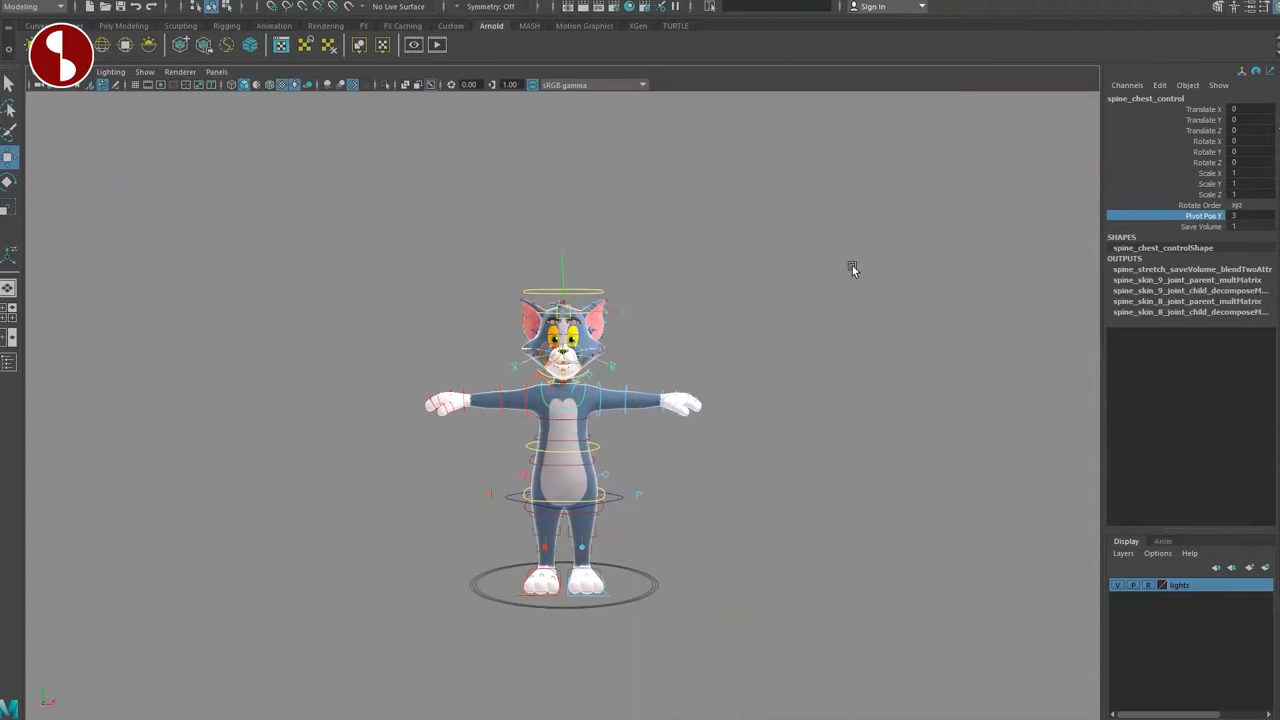 Modeling
No Live Surface
Symmetry: Off
Sign In
Poly Modeling
Sculpting
Rigging
Animation
Rendering
FX
FX Caching
Custom
Arnold
MASH
Motion Graphics
XGen
TURTLE
Lighting
Show
Renderer
Panels
0.00
1.00
sRGB gamma
Channels
Edit
Object
Show
spine_chest_control
Translate X 0
Translate Y 0
Translate Z 0
Rotate X 0
Rotate Y 0
Rotate Z 0
Scale X 1
Scale Y 1
Scale Z 1
Rotate Order xyz
Pivot Pos Y 3
Save Volume 1
SHAPES
spine_chest_controlShape
OUTPUTS
spine_stretch_saveVolume_blendTwoAttr
spine_skin_9_joint_parent_multMatrix
spine_skin_9_joint_child_decomposeM...
spine_skin_8_joint_parent_multMatrix
spine_skin_8_joint_child_decomposeM...
Display
Anim
Layers
Options
Help
V
P
R
lights